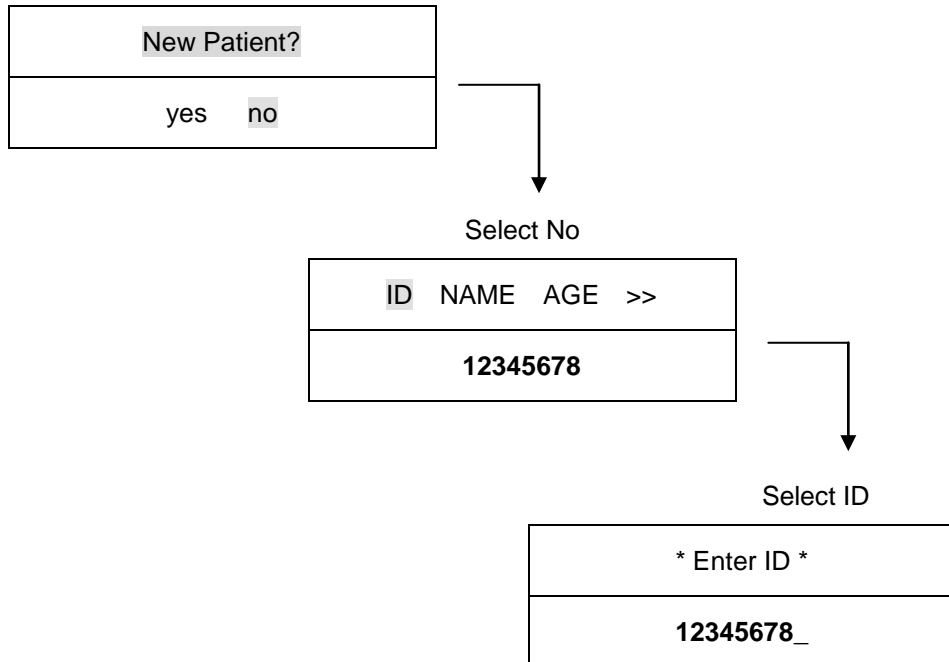 New Patient?
yes no
Select No
ID NAME AGE >>
12345678
Select ID
* Enter ID *
12345678_